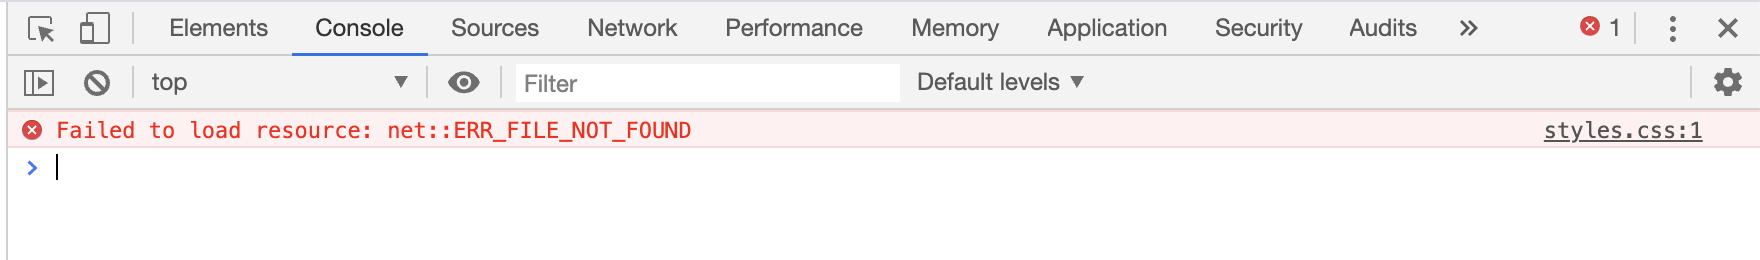 Elements Console Sources Network Performance Memory Application Security Audits » 1
top ▼ Filter Default levels ▼
Failed to load resource: net::ERR_FILE_NOT_FOUND styles.css:1
>